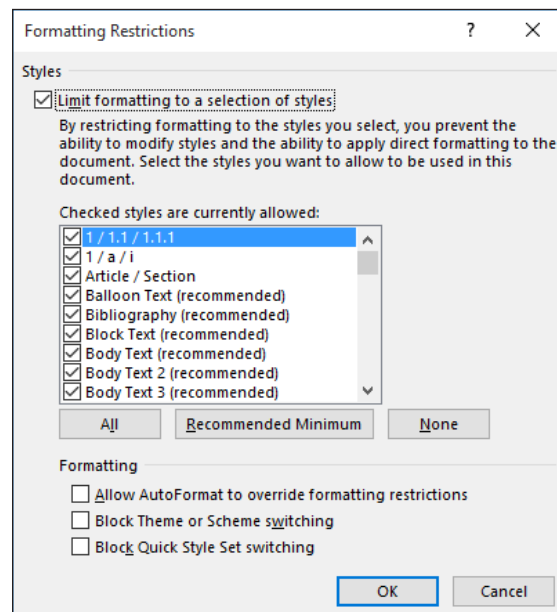 Formatting Restrictions
Styles
Limit formatting to a selection of styles
By restricting formatting to the styles you select, you prevent the
ability to modify styles and the ability to apply direct formatting to the
document. Select the styles you want to allow to be used in this
document.
Checked styles are currently allowed:
1 / 1.1 / 1.1.1
1 / a / i
Article / Section
Balloon Text (recommended)
Bibliography (recommended)
Block Text (recommended)
Body Text (recommended)
Body Text 2 (recommended)
Body Text 3 (recommended)
All Recommended Minimum None
Formatting
Allow AutoFormat to override formatting restrictions
Block Theme or Scheme switching
Block Quick Style Set switching
OK Cancel